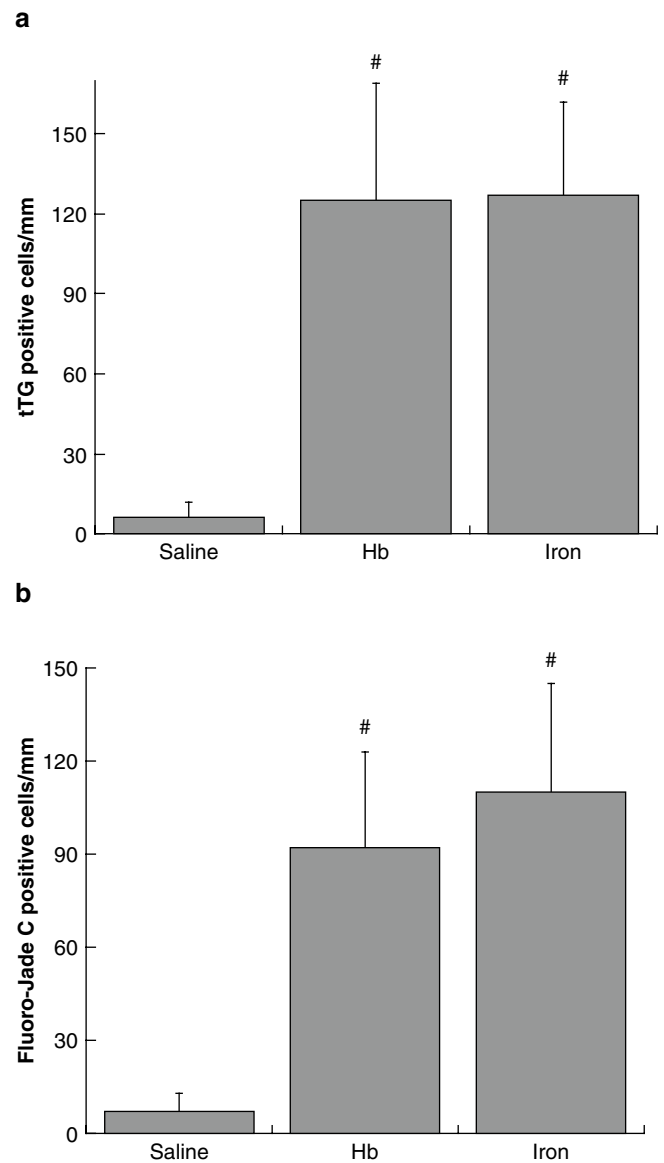 a
#
#
150
120
90
60
30
0
tTG positive cells/mm
Saline
Hb
Iron
b
#
#
150
120
90
60
30
0
Fluoro-Jade C positive cells/mm
Saline
Hb
Iron